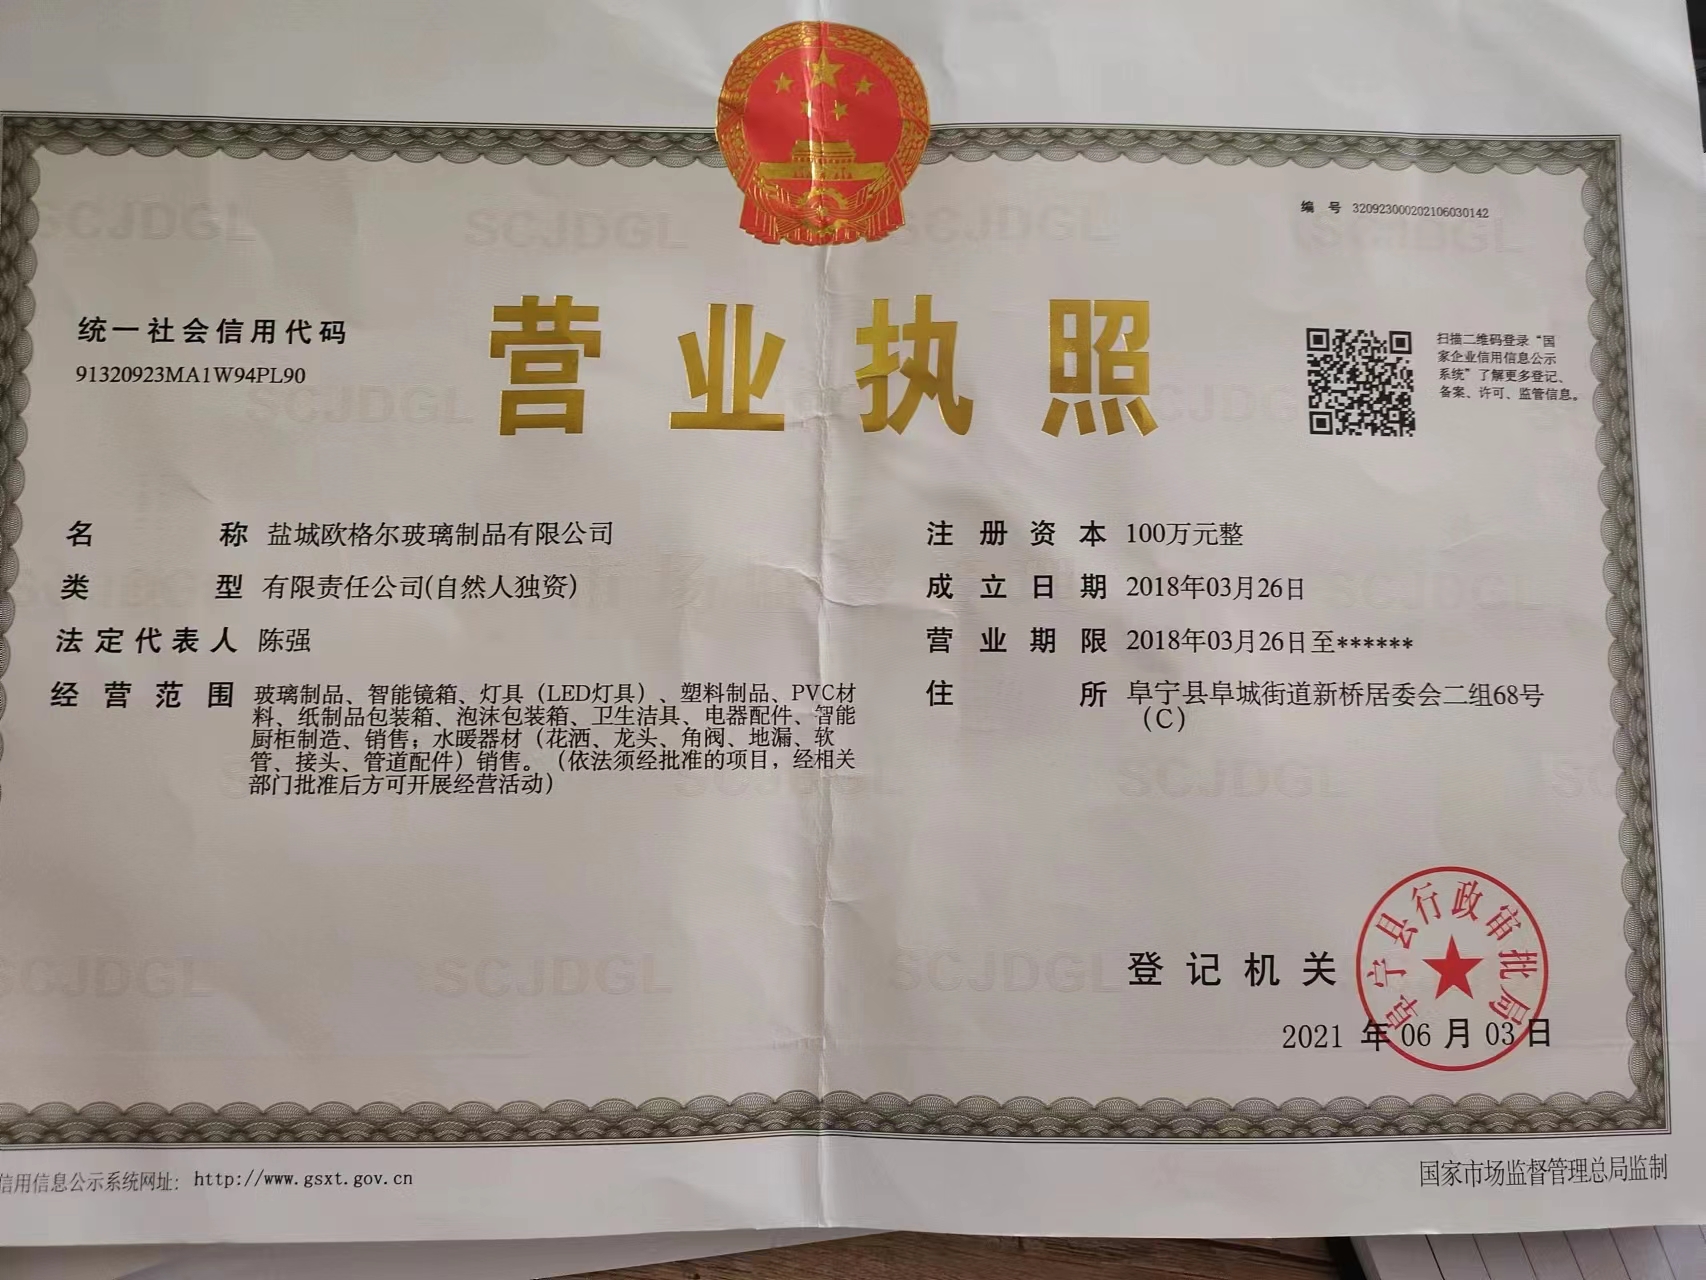 编 号 320923000202106030142
统一社会信用代码
91320923MA1W94PL90
营业执照
扫描二维码登录“国
家企业信用信息公示
系统”了解更多登记、
备案、许可、监管信息。
名称 盐城欧格尔玻璃制品有限公司
类型 有限责任公司(自然人独资)
法定代表人 陈强
经营范围 玻璃制品、智能镜箱、灯具（LED灯具）、塑料制品、PVC材
料、纸制品包装箱、泡沫包装箱、卫生洁具、电器配件、智能
厨柜制造、销售；水暖器材（花洒、龙头、角阀、地漏、软
管、接头、管道配件）销售。（依法须经批准的项目，经相关
部门批准后方可开展经营活动）
注册资本 100万元整
成立日期 2018年03月26日
营业期限 2018年03月26日至******
住所 阜宁县阜城街道新桥居委会二组68号
（C）
登记机关
阜宁县行政审批局
2021 年 06 月 03 日
信用信息公示系统网址: http://www.gsxt.gov.cn
国家市场监督管理总局监制
SCJDGL